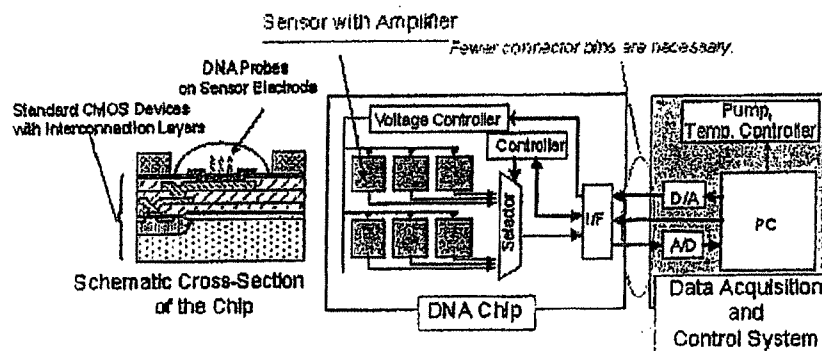 Sensor with Amplifier
Fewer connector pins are necessary.
DNA Probes
on Sensor Electrode
Standard CMOS Devices
with Interconnection Layers
Schematic Cross-Section
of the Chip
Voltage Controller
Controller
Selector
I/F
DNA Chip
Pump,
Temp. Controller
D/A
A/D
PC
Data Acquisition
and
Control System